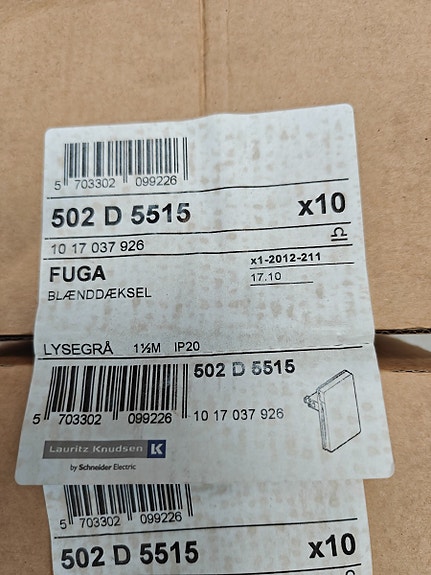 5 703302 099226
502 D 5515 x10
10 17 037 926
FUGA x1-2012-211
BLÆNDDÆKSEL 17.10
LYSEGRÅ 1½M IP20
502 D 5515
5 703302 099226 10 17 037 926
Lauritz Knudsen K
by Schneider Electric
5 703302 099226
502 D 5515 x10